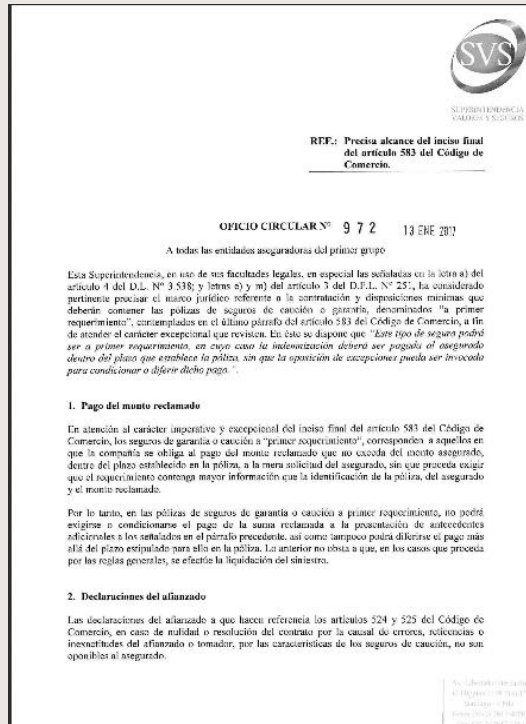 SVS
SUPERINTENDENCIA
VALORES Y SEGUROS
REF.: Precisa alcance del inciso final
del artículo 583 del Código de
Comercio.
OFICIO CIRCULAR N° 972 13 ENE 2017
A todas las entidades aseguradoras del primer grupo
Esta Superintendencia, en uso de sus facultades legales, en especial las señaladas en la letra a) del
artículo 4 del D.L. N° 3.538; y letras e) y m) del artículo 3 del D.F.L. N° 251, ha considerado
pertinente precisar el marco jurídico referente a la contratación y disposiciones mínimas que
deberán contener las pólizas de seguros de caución o garantía, denominados "a primer
requerimiento", contemplados en el último párrafo del artículo 583 del Código de Comercio, a fin
de atender el carácter excepcional que revisten. En éste se dispone que "Este tipo de seguro podrá
ser a primer requerimiento, en cuyo caso la indemnización deberá ser pagada al asegurado
dentro del plazo que establece la póliza, sin que la oposición de excepciones pueda ser invocada
para condicionar o diferir dicho pago.".
1. Pago del monto reclamado
En atención al carácter imperativo y excepcional del inciso final del artículo 583 del Código de
Comercio, los seguros de garantía o caución a "primer requerimiento", corresponden a aquellos en
que la compañía se obliga al pago del monto reclamado que no exceda del monto asegurado,
dentro del plazo establecido en la póliza, a la mera solicitud del asegurado, sin que proceda exigir
que el requerimiento contenga mayor información que la identificación de la póliza, del asegurado
y el monto reclamado.
Por lo tanto, en las pólizas de seguros de garantía o caución a primer requerimiento, no podrá
exigirse o condicionarse el pago de la suma reclamada a la presentación de antecedentes
adicionales a los señalados en el párrafo precedente, así como tampoco podrá diferirse el pago más
allá del plazo estipulado para ello en la póliza. Lo anterior no obsta a que, en los casos que proceda
por las reglas generales, se efectúe la liquidación del siniestro.
2. Declaraciones del afianzado
Las declaraciones del afianzado a que hacen referencia los artículos 524 y 525 del Código de
Comercio, en caso de nulidad o resolución del contrato por la causal de errores, reticencias o
inexactitudes del afianzado o tomador, por las características de los seguros de caución, no son
oponibles al asegurado.